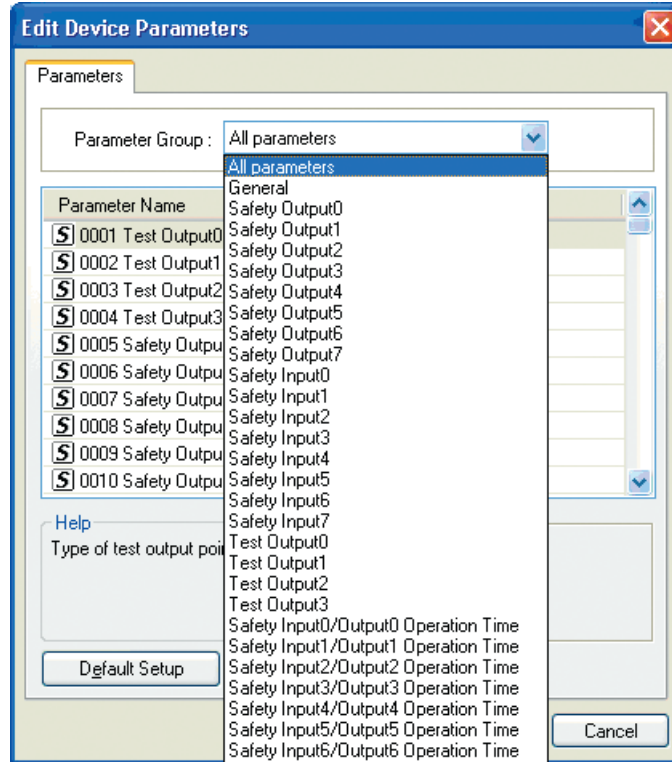 Edit Device Parameters
Parameters
Parameter Group : All parameters
All parameters
General
Safety Output0
Safety Output1
Safety Output2
Safety Output3
Safety Output4
Safety Output5
Safety Output6
Safety Output7
Safety Input0
Safety Input1
Safety Input2
Safety Input3
Safety Input4
Safety Input5
Safety Input6
Safety Input7
Test Output0
Test Output1
Test Output2
Test Output3
Safety Input0/Output0 Operation Time
Safety Input1/Output1 Operation Time
Safety Input2/Output2 Operation Time
Safety Input3/Output3 Operation Time
Safety Input4/Output4 Operation Time
Safety Input5/Output5 Operation Time
Safety Input6/Output6 Operation Time
Parameter Name
S 0001 Test Output0
S 0002 Test Output1
S 0003 Test Output2
S 0004 Test Output3
S 0005 Safety Outpu
S 0006 Safety Outpu
S 0007 Safety Outpu
S 0008 Safety Outpu
S 0009 Safety Outpu
S 0010 Safety Outpu
Help
Type of test output poi
Default Setup
Cancel